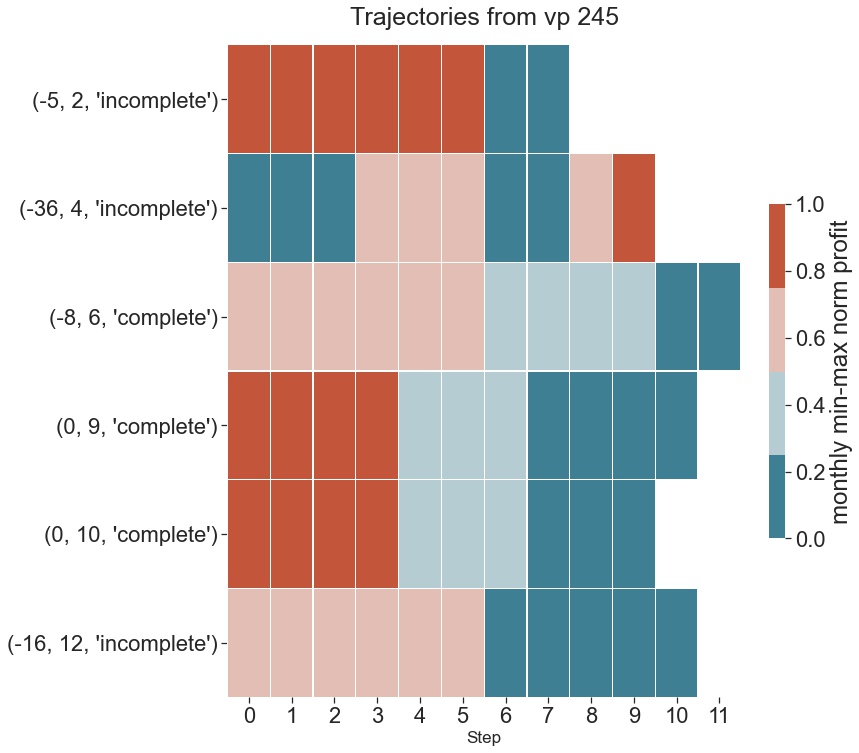 Trajectories from vp 245
(-5, 2, 'incomplete')
(-36, 4, 'incomplete')
(-8, 6, 'complete')
(0, 9, 'complete')
(0, 10, 'complete')
(-16, 12, 'incomplete')
0 1 2 3 4 5 6 7 8 9 10 11
Step
1.0
0.8
0.6
0.4
0.2
0.0
monthly min-max norm profit